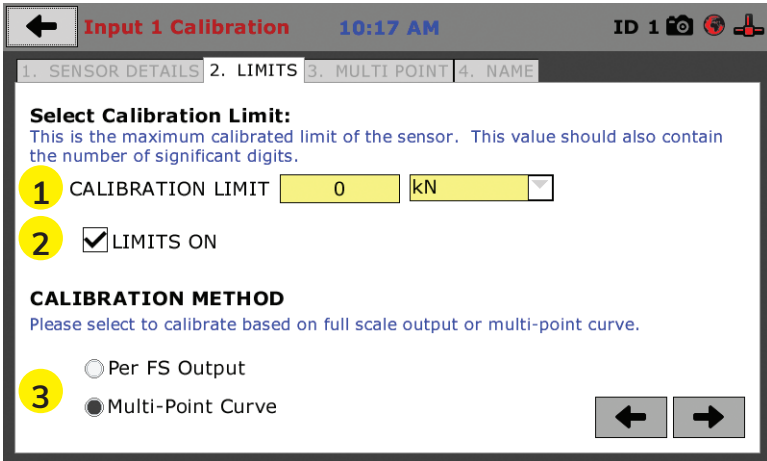 Input 1 Calibration 10:17 AM ID 1
1. SENSOR DETAILS 2. LIMITS 3. MULTI POINT 4. NAME
Select Calibration Limit:
This is the maximum calibrated limit of the sensor. This value should also contain
the number of significant digits.
1 CALIBRATION LIMIT 0 kN
2 LIMITS ON
CALIBRATION METHOD
Please select to calibrate based on full scale output or multi-point curve.
Per FS Output
3 Multi-Point Curve